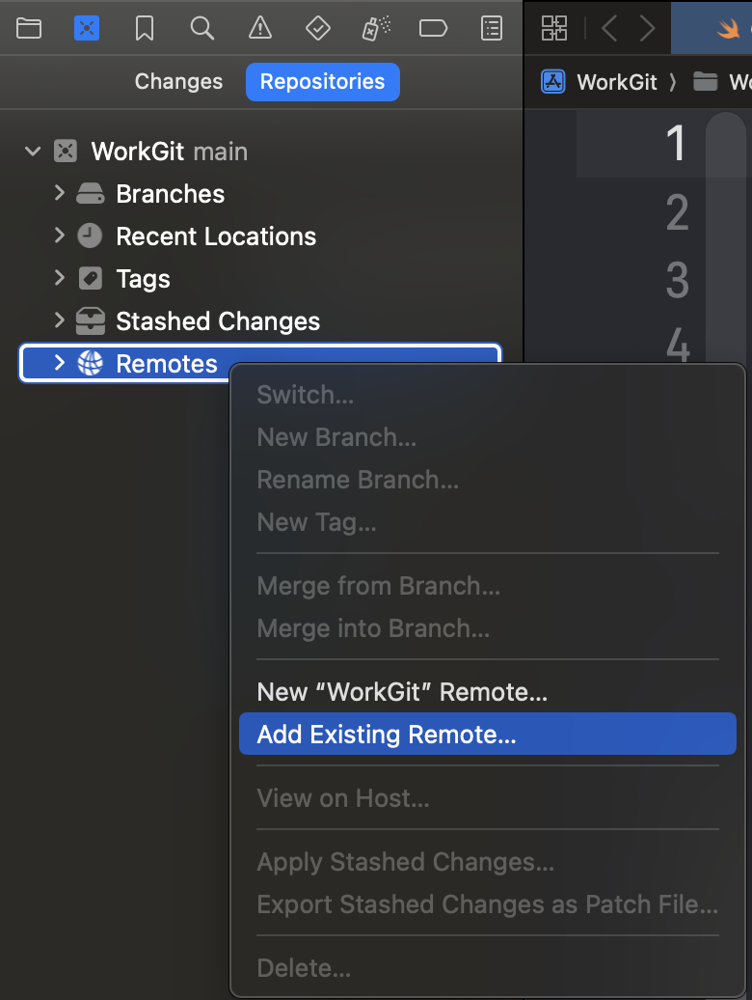 Changes Repositories
WorkGit
WorkGit main
Branches
Recent Locations
Tags
Stashed Changes
Remotes
1
2
3
4
Switch...
New Branch...
Rename Branch...
New Tag...
Merge from Branch...
Merge into Branch...
New “WorkGit” Remote...
Add Existing Remote...
View on Host...
Apply Stashed Changes...
Export Stashed Changes as Patch File...
Delete...